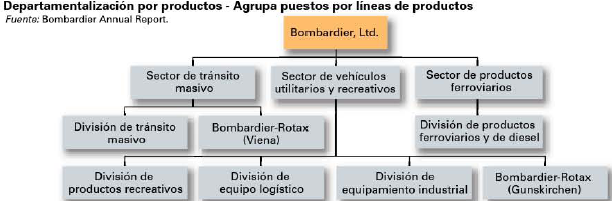 Departamentalización por productos - Agrupa puestos por líneas de productos
Fuente: Bombardier Annual Report.
Bombardier, Ltd.
Sector de tránsito
masivo
Sector de vehículos
utilitarios y recreativos
Sector de productos
ferroviarios
División de tránsito
masivo
Bombardier-Rotax
(Viena)
División de productos
ferroviarios y de diesel
División de
productos recreativos
División de
equipo logístico
División de
equipamiento industrial
Bombardier-Rotax
(Gunskirchen)